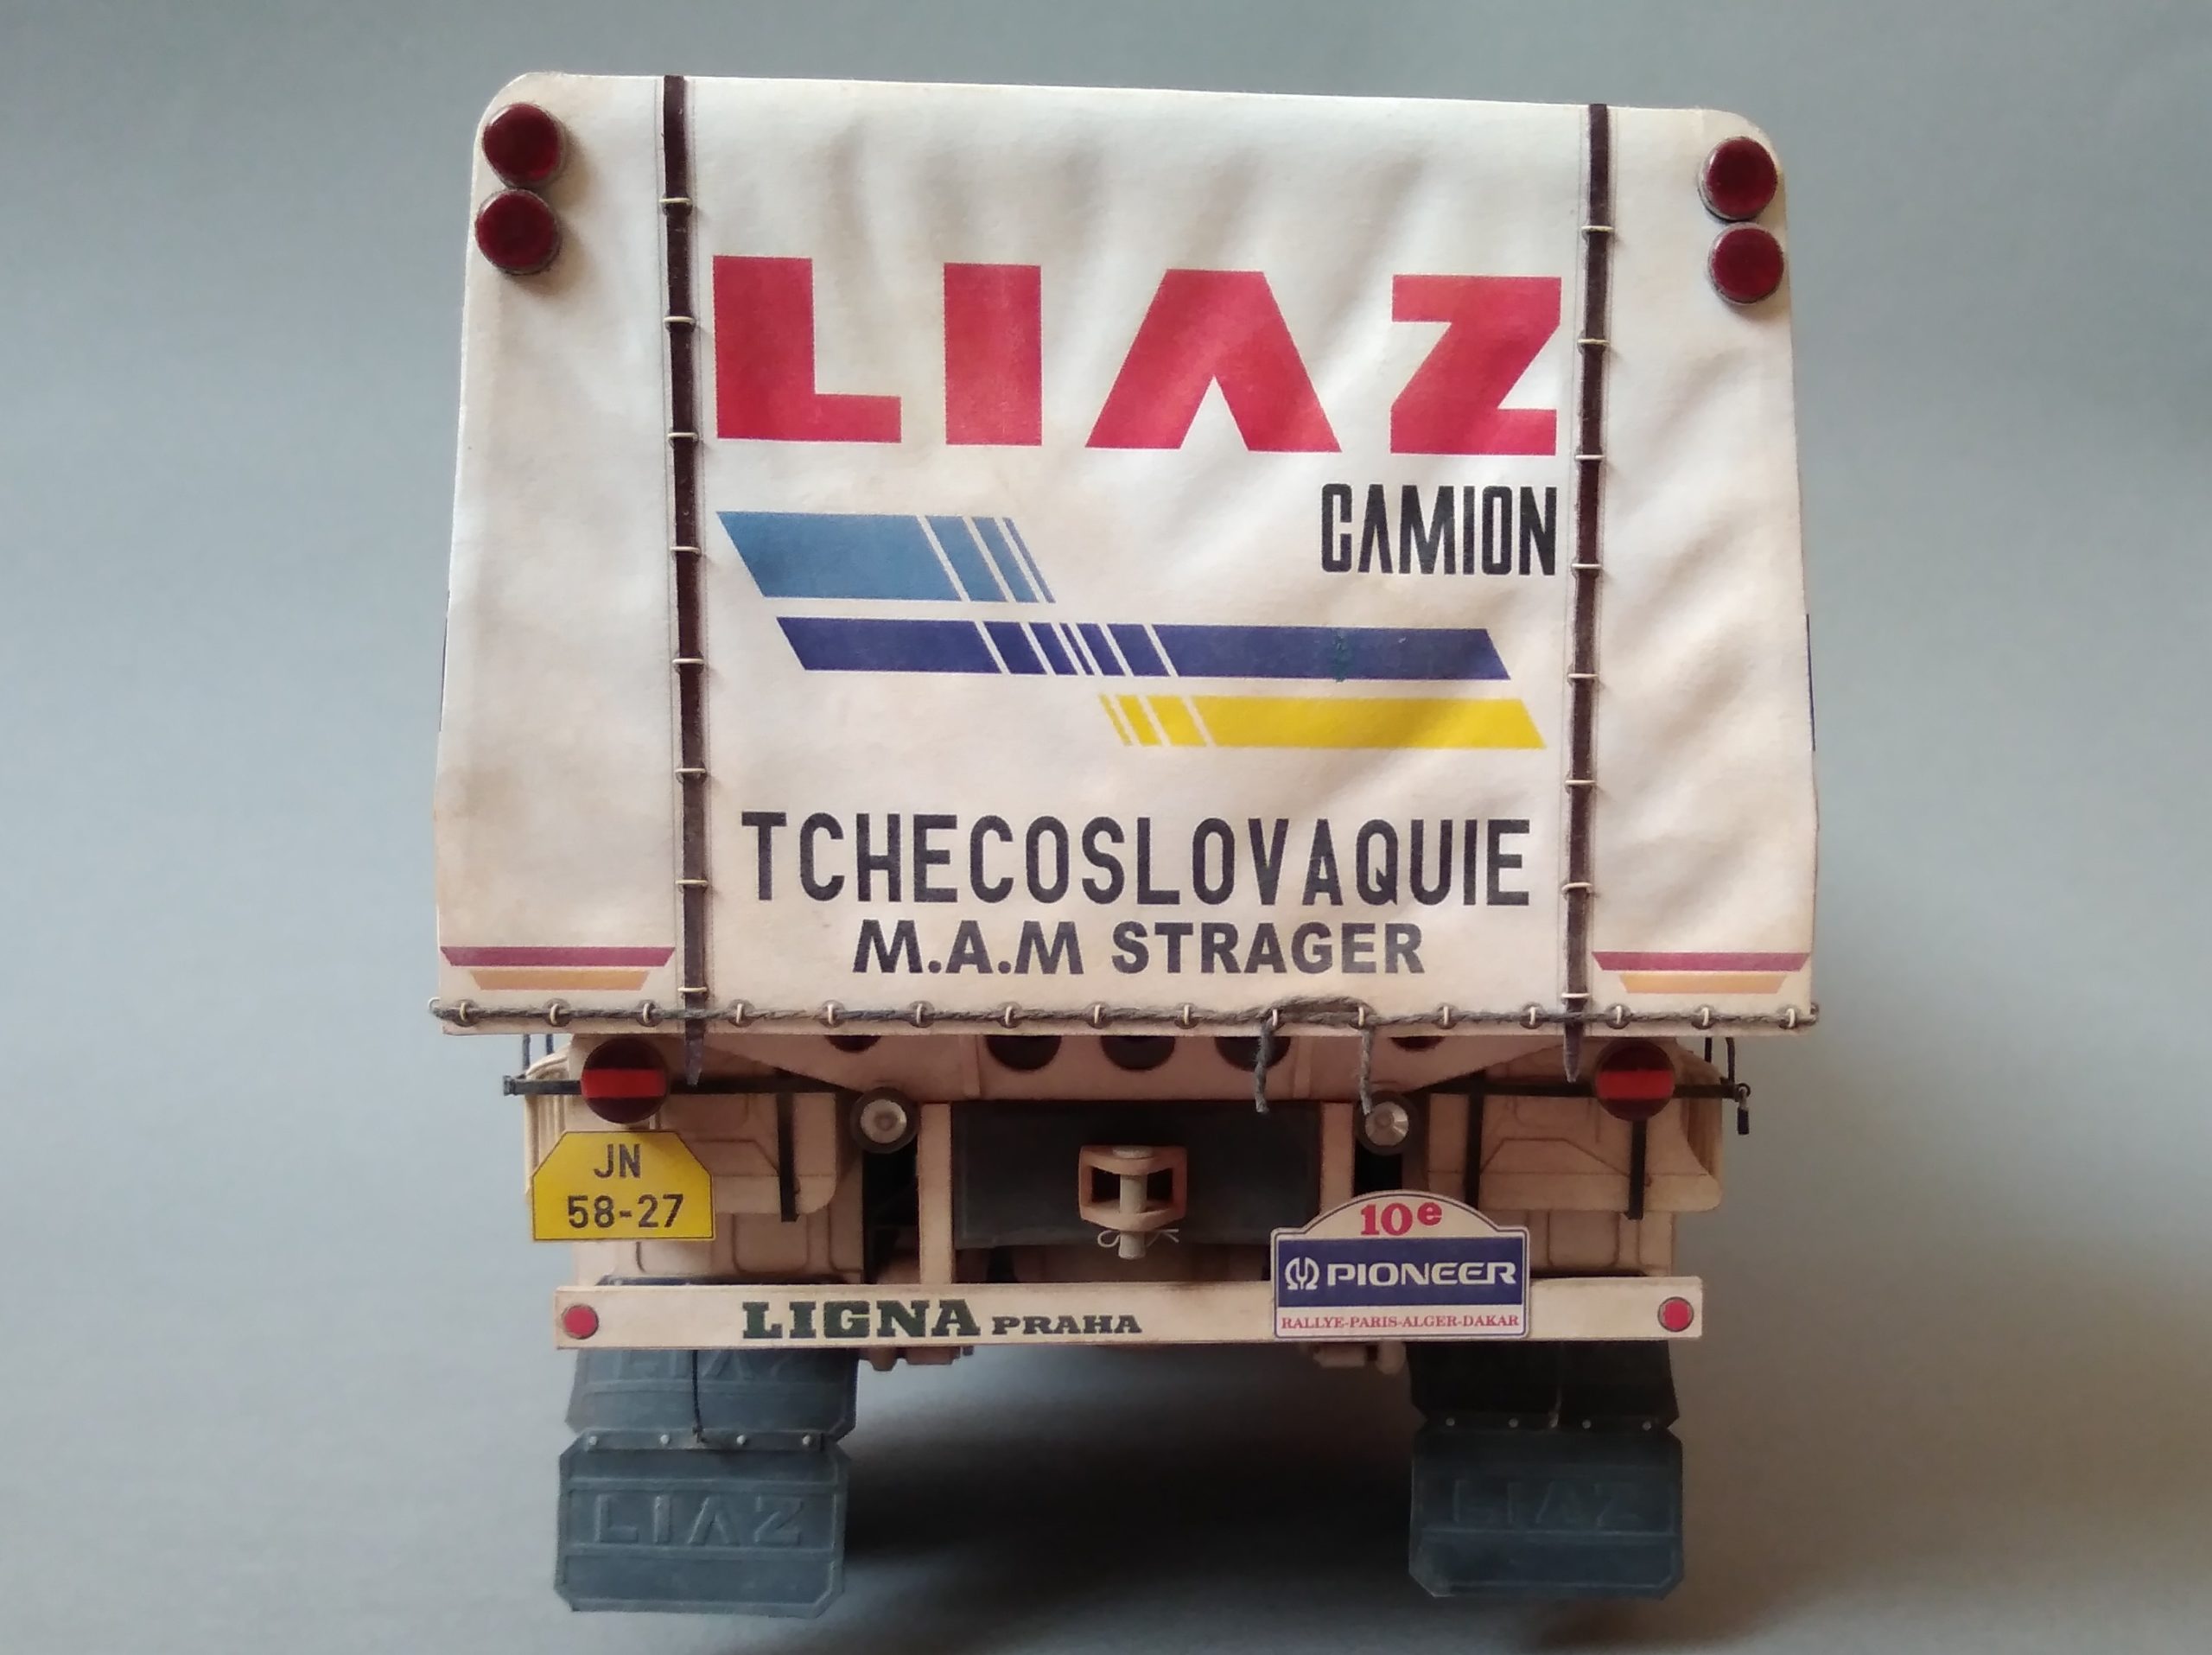 LIAZ
CAMION
TCHECOSLOVAQUIE
M.A.M STRAGER
JN
58-27
10e
PIONEER
RALLYE-PARIS-ALGER-DAKAR
LIGNA PRAHA
LIAZ
LIAZ
LIAZ